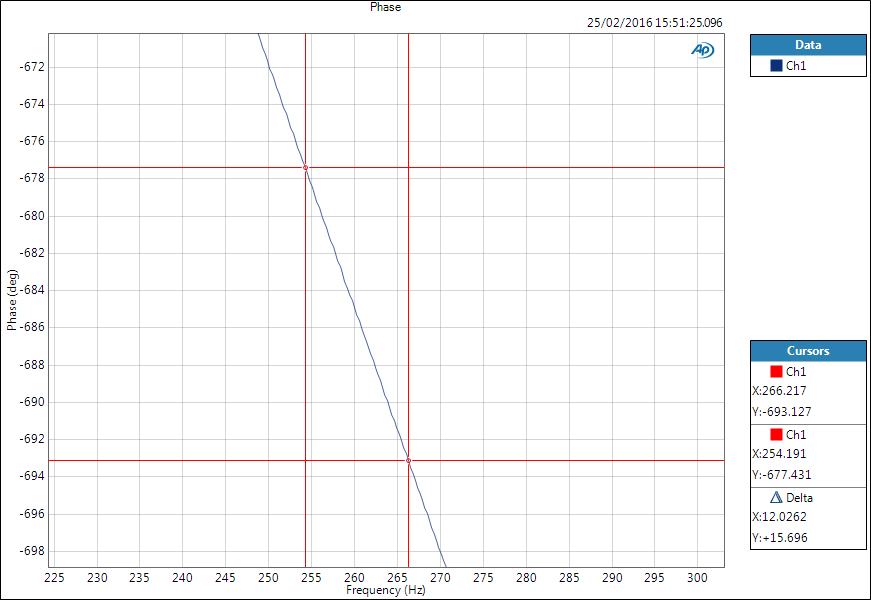 Phase
25/02/2016 15:51:25.096
AP
Data
Ch1
-672
-674
-676
-678
-680
-682
-684
-686
-688
-690
-692
-694
-696
-698
Phase (deg)
225 230 235 240 245 250 255 260 265 270 275 280 285 290 295 300
Frequency (Hz)
Cursors
Ch1
X:266.217
Y:-693.127
Ch1
X:254.191
Y:-677.431
Delta
X:12.0262
Y:+15.696